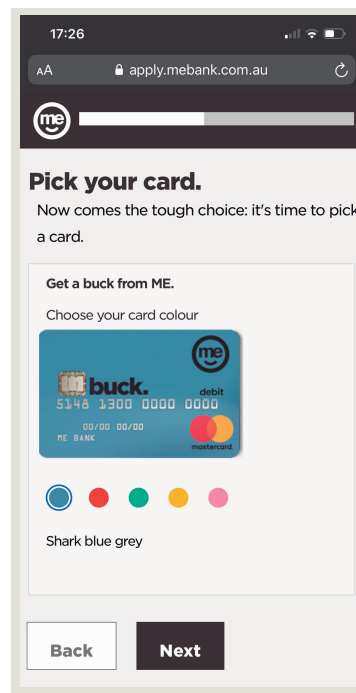 17:26
AA
apply.mebank.com.au
me
Pick your card.
Now comes the tough choice: it's time to pick
a card.
Get a buck from ME.
Choose your card colour
me
buck.
debit
5148 1300 0000 0000
00/00 00/00
ME BANK
mastercard
Shark blue grey
Back
Next